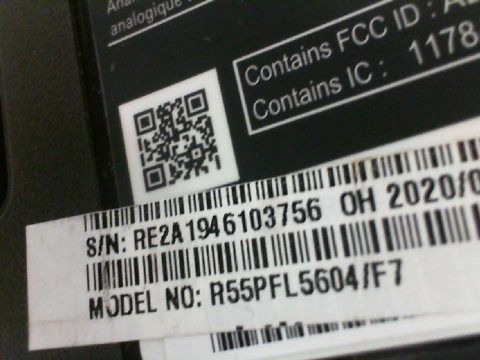 analogique
Contains FCC ID :
Contains IC : 1178
S/N: RE2A1946103756 OH 2020/0
MODEL NO: R55PFL5604/F7